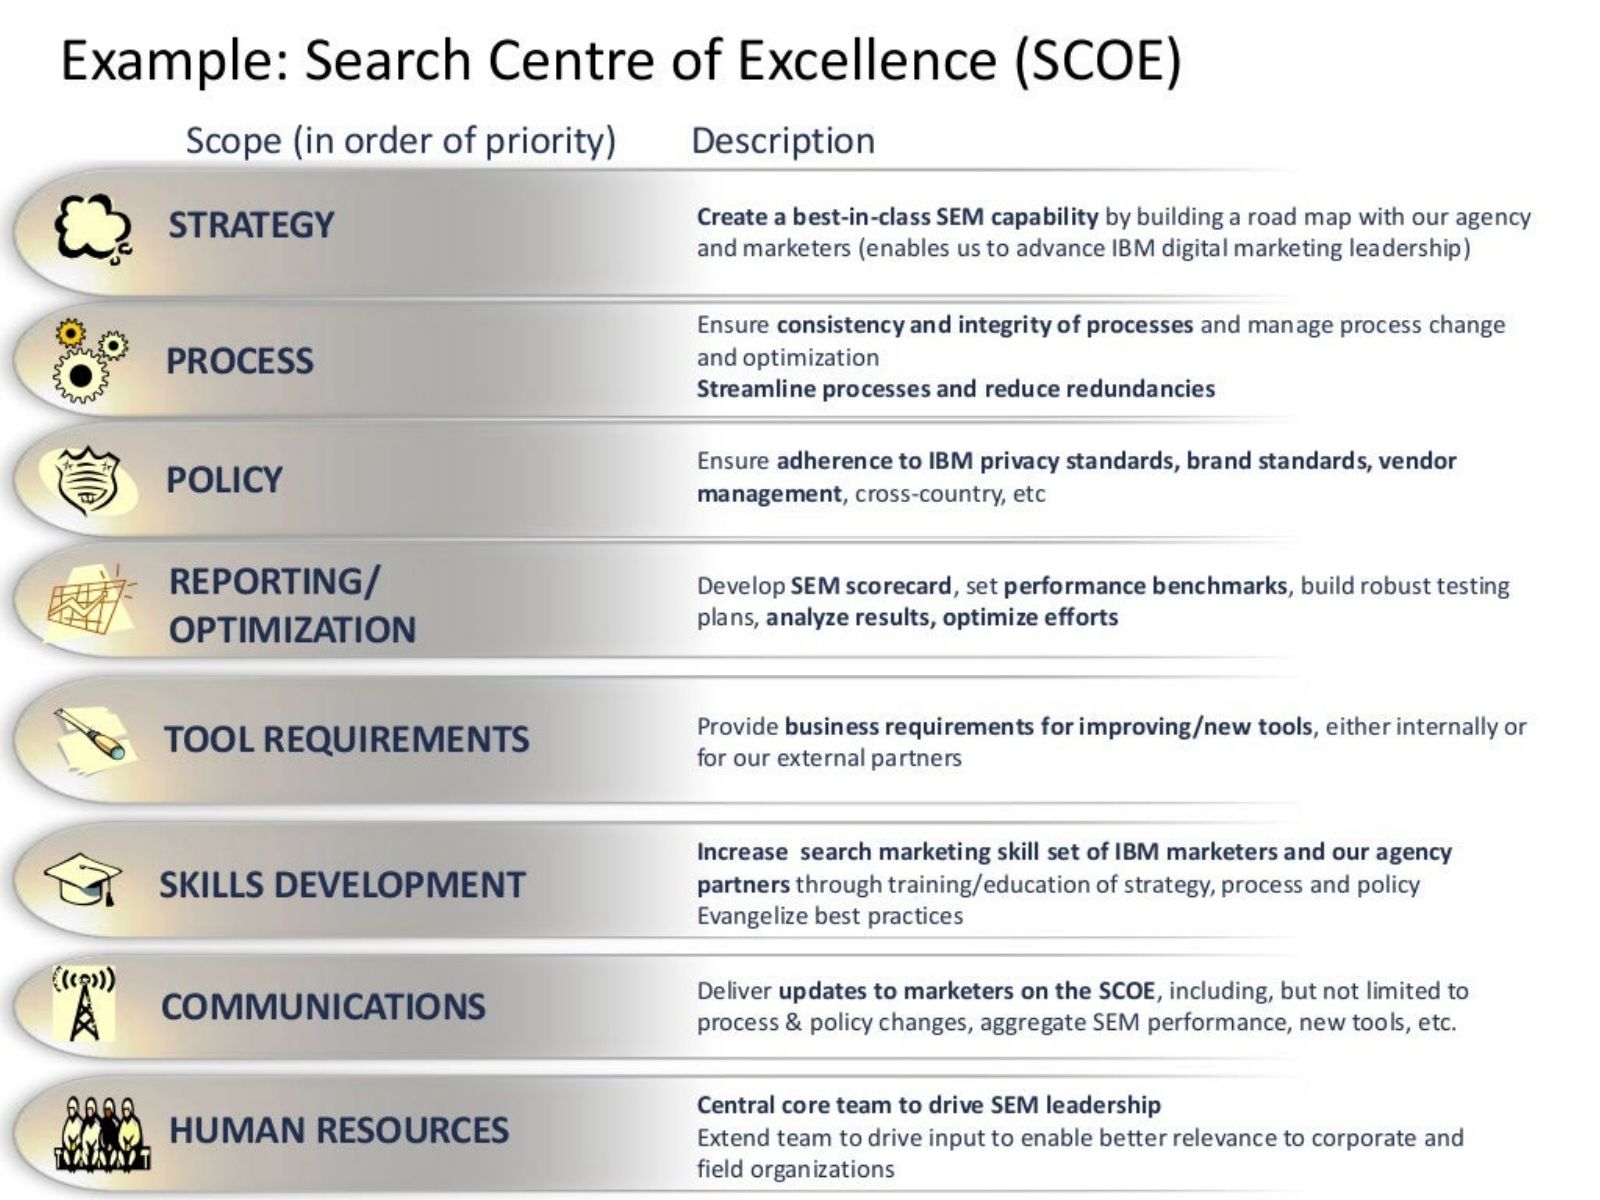 Example: Search Centre of Excellence (SCOE)
Scope (in order of priority)
Description
STRATEGY
Create a best-in-class SEM capability by building a road map with our agency
and marketers (enables us to advance IBM digital marketing leadership)
PROCESS
Ensure consistency and integrity of processes and manage process change
and optimization
Streamline processes and reduce redundancies
POLICY
Ensure adherence to IBM privacy standards, brand standards, vendor
management, cross-country, etc
REPORTING/
OPTIMIZATION
Develop SEM scorecard, set performance benchmarks, build robust testing
plans, analyze results, optimize efforts
TOOL REQUIREMENTS
Provide business requirements for improving/new tools, either internally or
for our external partners
SKILLS DEVELOPMENT
Increase search marketing skill set of IBM marketers and our agency
partners through training/education of strategy, process and policy
Evangelize best practices
COMMUNICATIONS
Deliver updates to marketers on the SCOE, including, but not limited to
process & policy changes, aggregate SEM performance, new tools, etc.
HUMAN RESOURCES
Central core team to drive SEM leadership
Extend team to drive input to enable better relevance to corporate and
field organizations